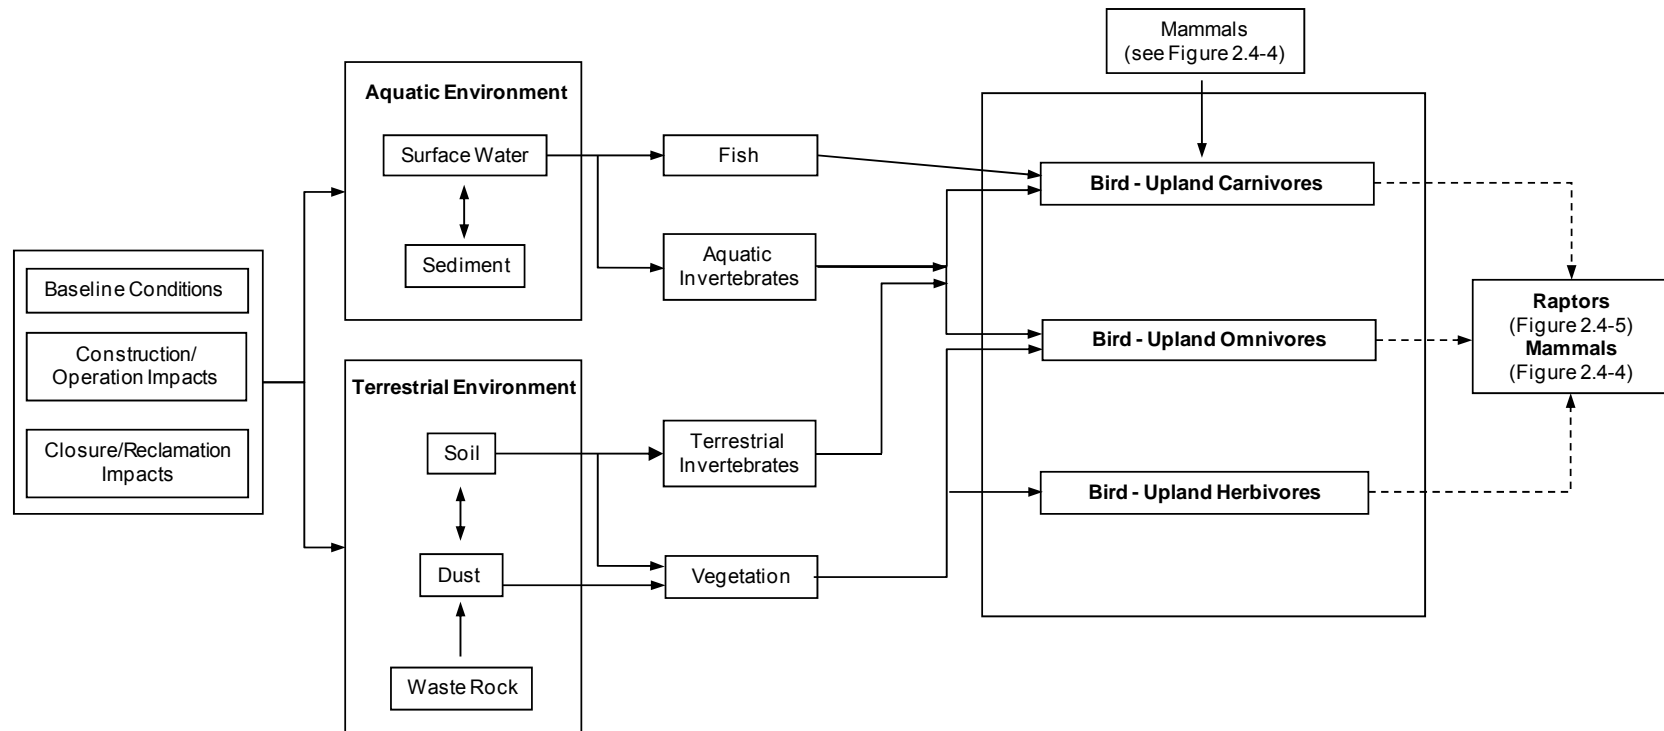 Baseline Conditions
Construction/
Operation Impacts
Closure/Reclamation
Impacts
Aquatic Environment
Surface Water
Sediment
Terrestrial Environment
Soil
Dust
Waste Rock
Fish
Aquatic
Invertebrates
Terrestrial
Invertebrates
Vegetation
Mammals
(see Figure 2.4-4)
Bird - Upland Carnivores
Bird - Upland Omnivores
Bird - Upland Herbivores
Raptors
(Figure 2.4-5)
Mammals
(Figure 2.4-4)